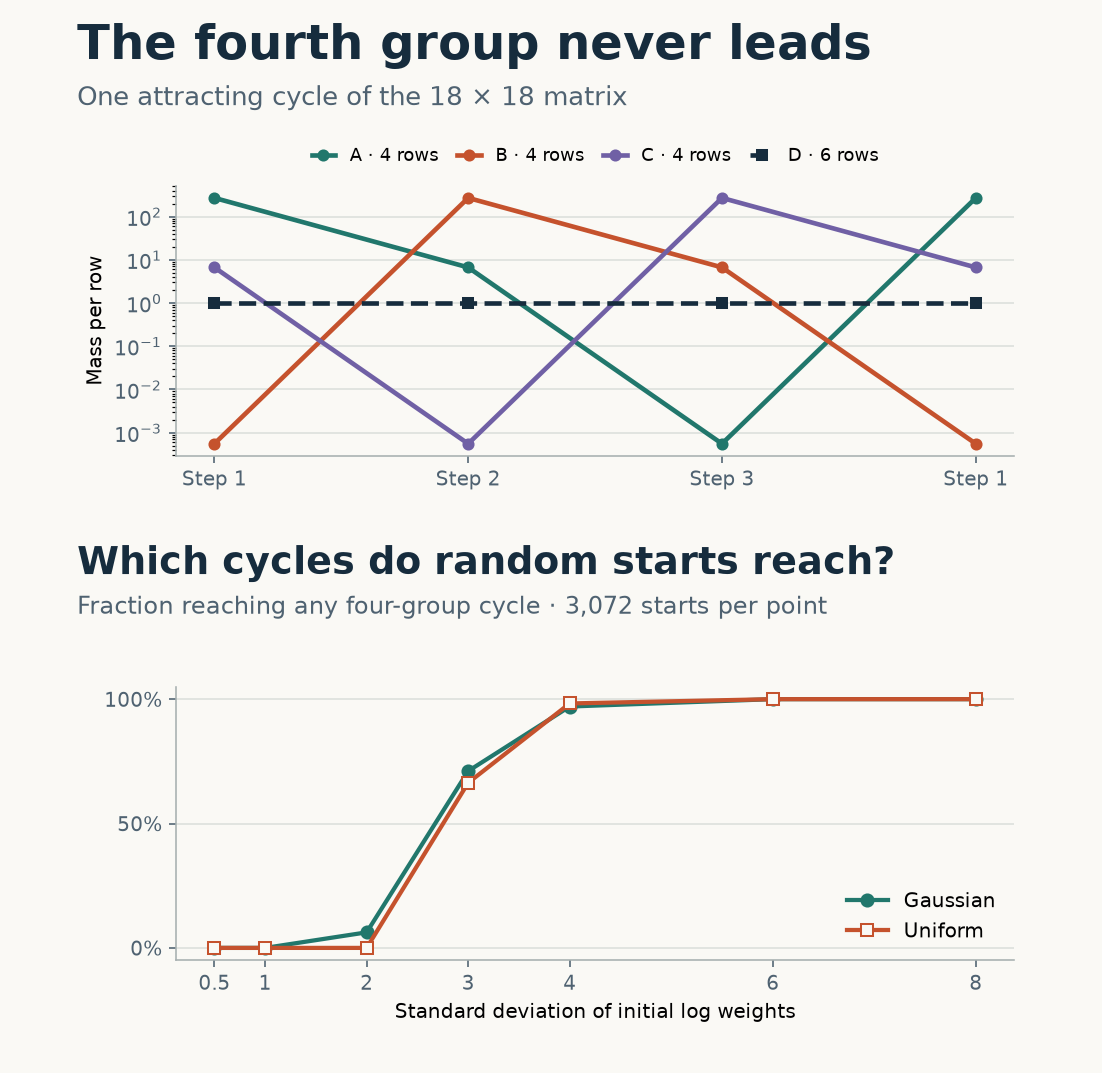 The fourth group never leads
One attracting cycle of the 18 × 18 matrix
A · 4 rows B · 4 rows C · 4 rows D · 6 rows
Mass per row
10²
10¹
10⁰
10⁻¹
10⁻²
10⁻³
Step 1 Step 2 Step 3 Step 1
Which cycles do random starts reach?
Fraction reaching any four-group cycle · 3,072 starts per point
100%
50%
0%
Gaussian
Uniform
0.5 1 2 3 4 6 8
Standard deviation of initial log weights